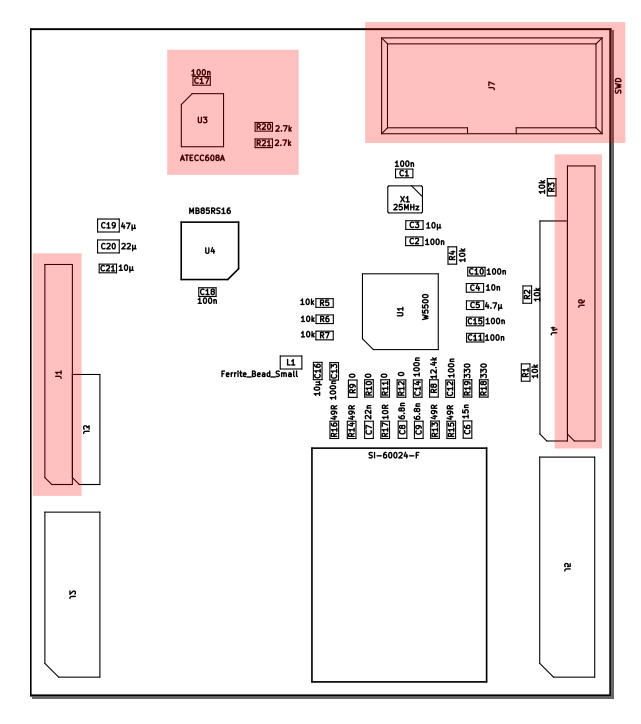 100n
C17
U3
R20 2.7k
R21 2.7k
ATECC608A
J7
SWD
100n
C1
X1
25MHz
10k
R3
MB85RS16
C19 47µ
C20 22µ
C21 10µ
U4
C18
100n
C3 10µ
C2 100n
R4
10k
C10 100n
C4 10n
C5 4.7µ
C15 100n
C11 100n
R2
10k
J4
J6
U1
W5500
10k R5
10k R6
10k R7
L1
Ferrite_Bead_Small
J1
J2
C16
10µ
C13
100n
R9 0
R10 0
R11 0
R12 0
C14 100n
R8 12.4k
C12 100n
R19 330
R18 330
R1
10k
R16 49R
R14 49R
C7 22n
R17 10R
C8 6.8n
C9 6.8n
R13 49R
R15 49R
C6 15n
SI-60024-F
J3
J5